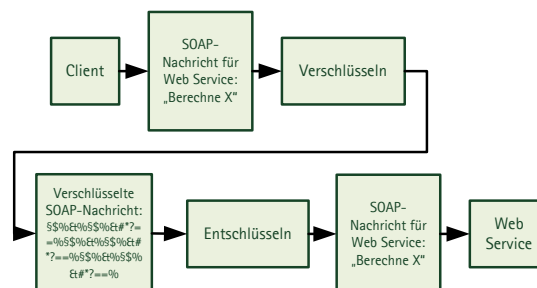 Client
SOAP-
Nachricht für
Web Service:
„Berechne X"
Verschlüsseln
Verschlüsselte
SOAP-Nachricht:
§$%&%§$%&#*?=
=%§$%&%§$%&#
*?==%§$%&%§$%
&#*?==%
Entschlüsseln
SOAP-
Nachricht für
Web Service:
„Berechne X"
Web
Service